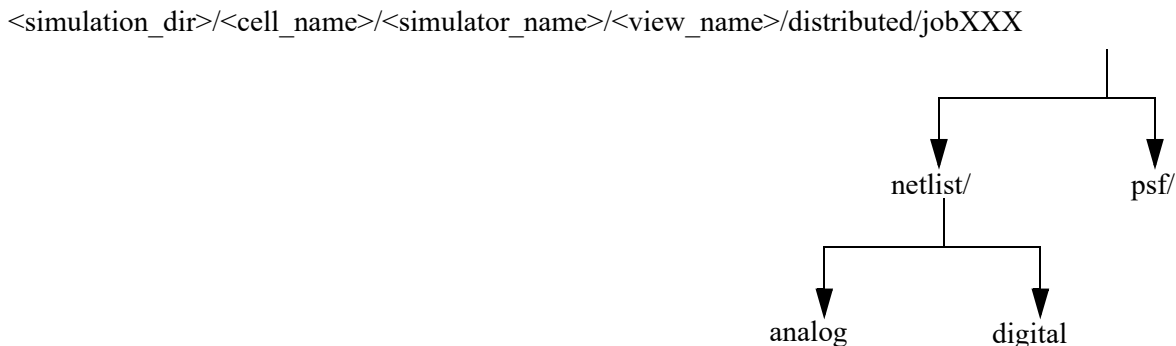 <simulation_dir>/<cell_name>/<simulator_name>/<view_name>/distributed/jobXXX
netlist/ psf/
analog digital